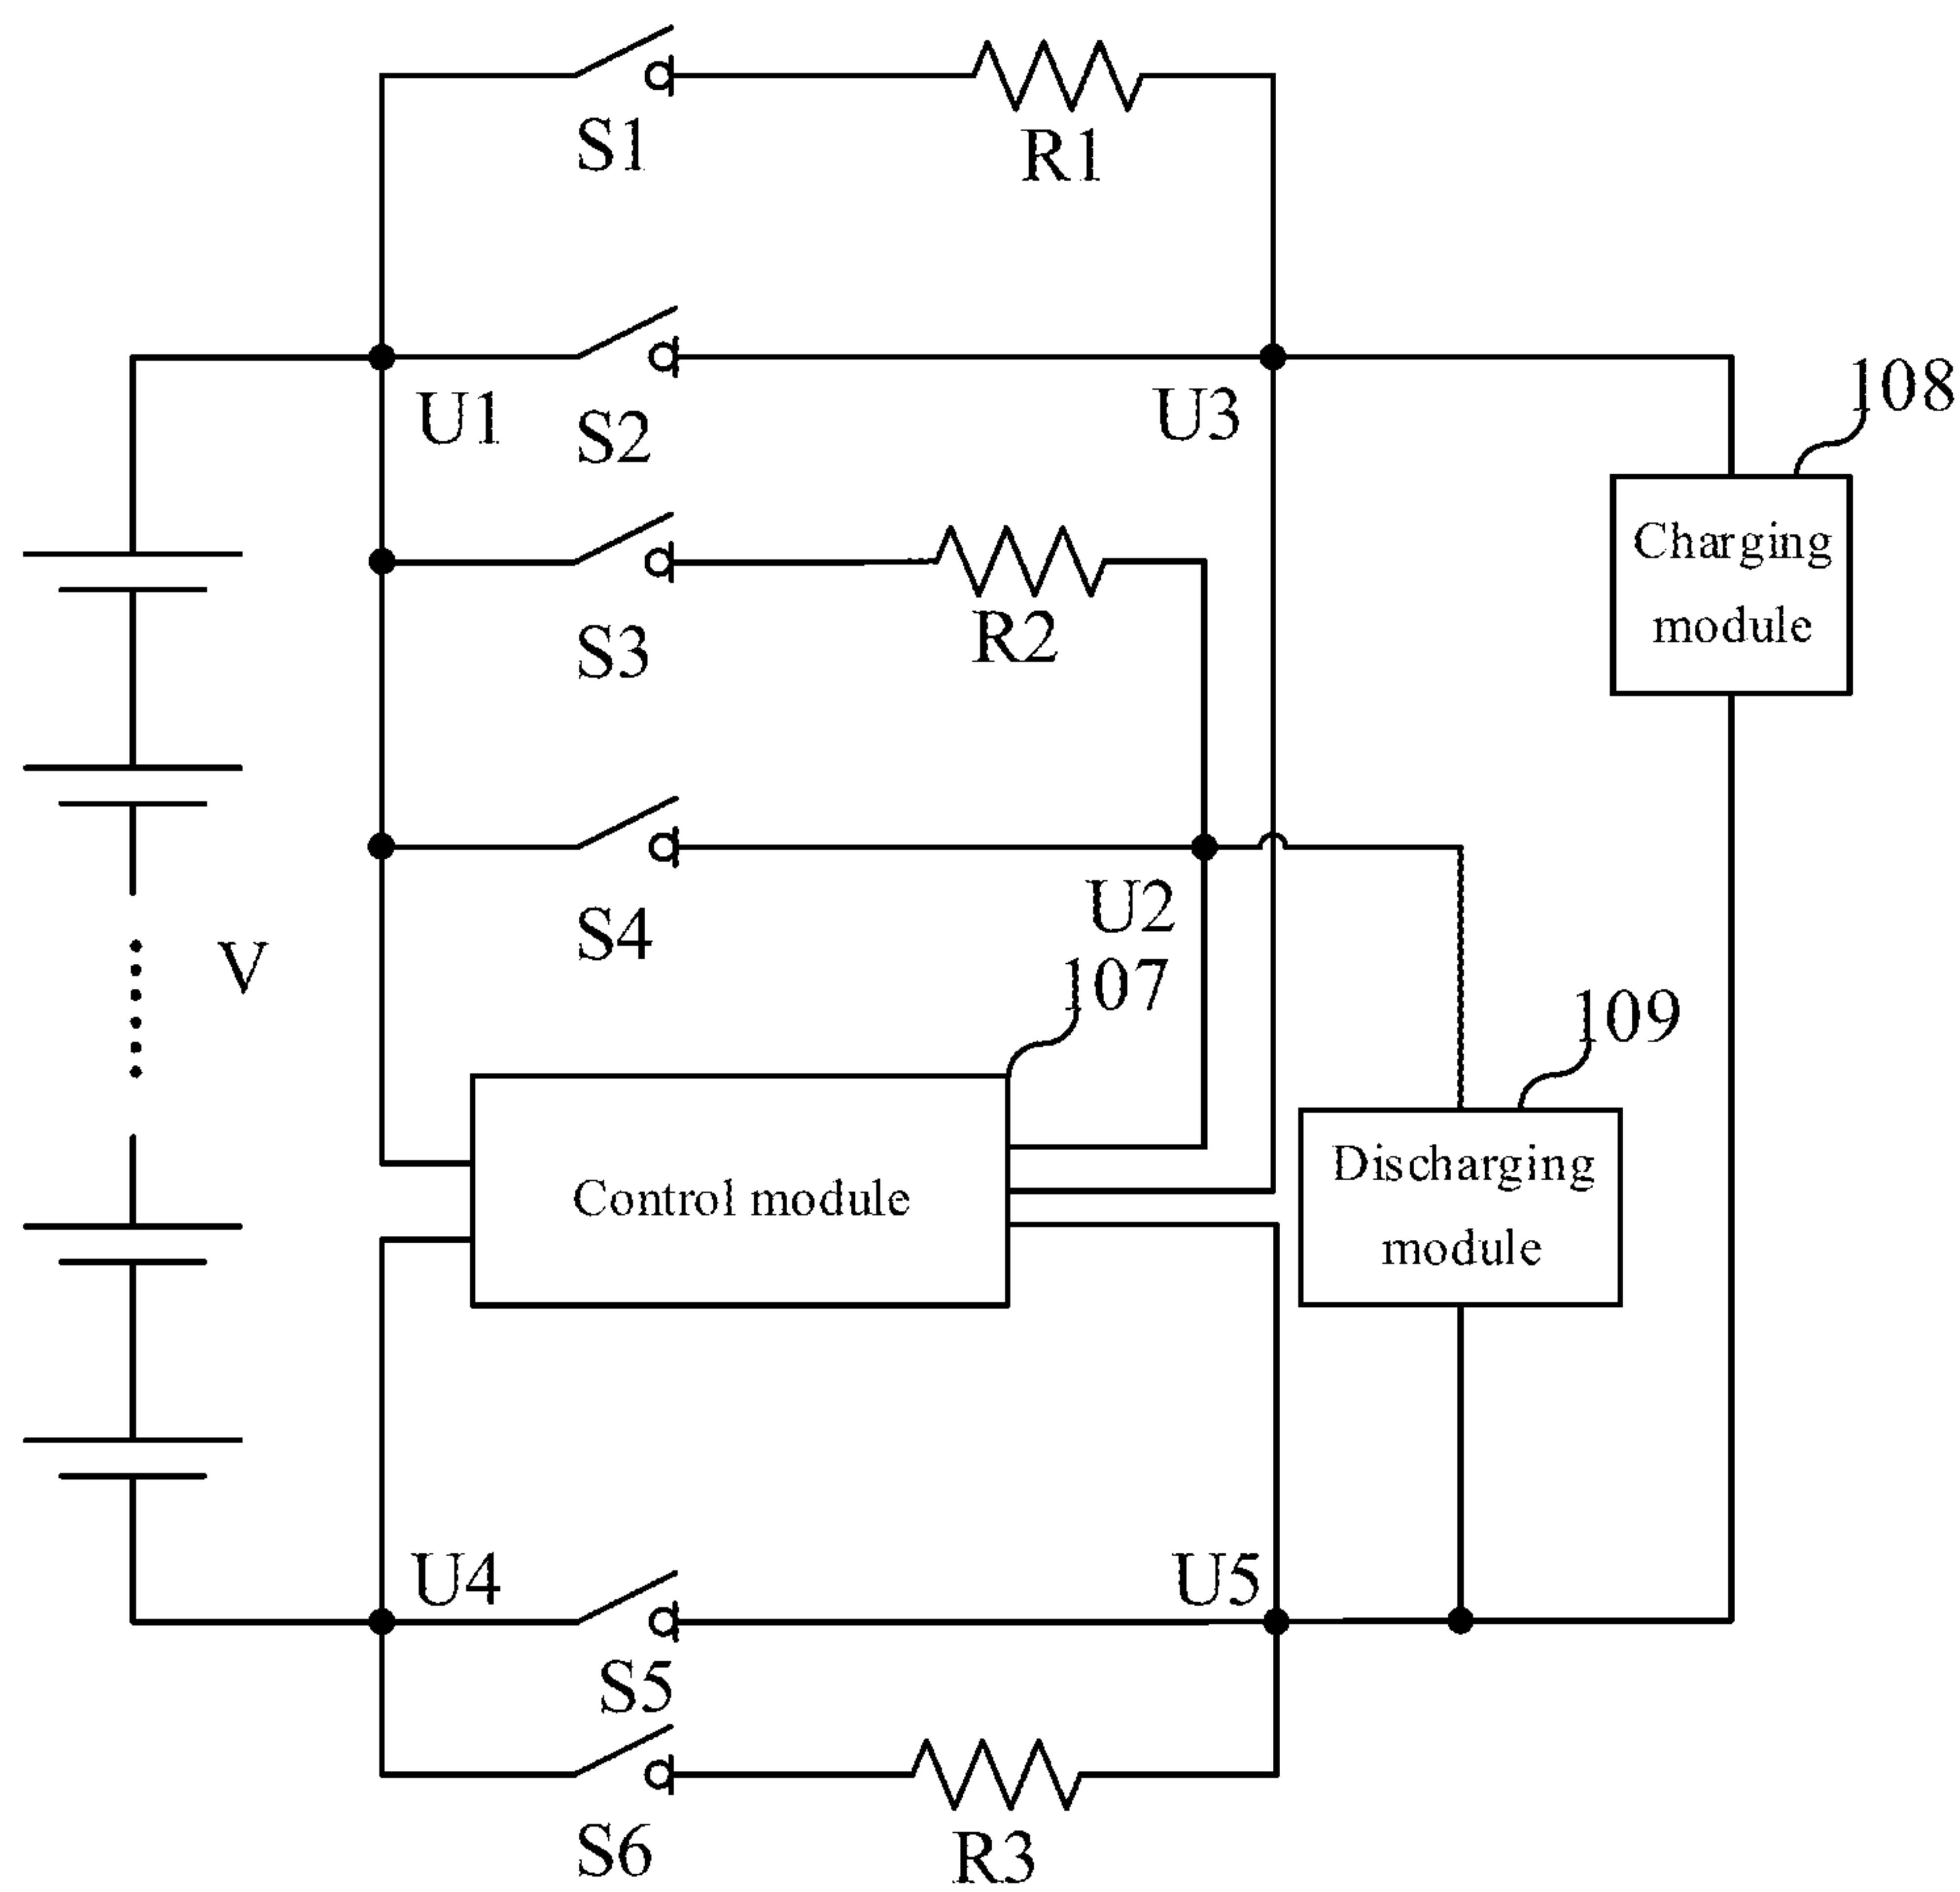 S1
R1
U1
S2
U3
108
Charging
module
S3
R2
S4
U2
V
107
109
Control module
Discharging
module
U4
U5
S5
S6
R3